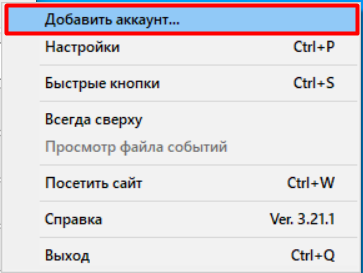 Добавить аккаунт...
Настройки Ctrl+P
Быстрые кнопки Ctrl+S
Всегда сверху
Просмотр файла событий
Посетить сайт Ctrl+W
Справка Ver. 3.21.1
Выход Ctrl+Q